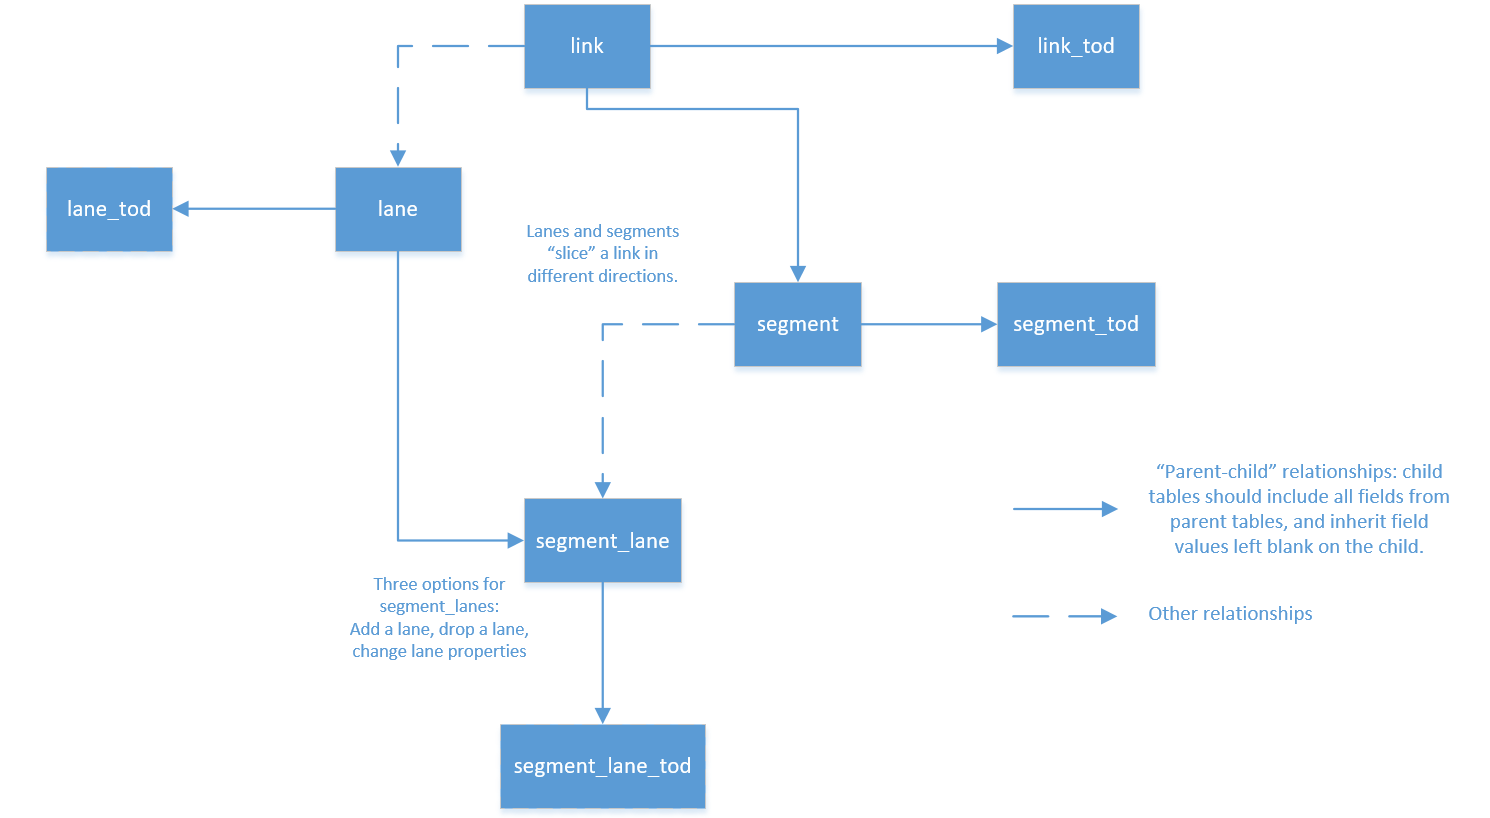 link
link_tod
lane_tod
lane
Lanes and segments
“slice” a link in
different directions.
segment
segment_tod
“Parent-child” relationships: child
tables should include all fields from
parent tables, and inherit field
values left blank on the child.
segment_lane
Three options for
segment_lanes:
Add a lane, drop a lane,
change lane properties
Other relationships
segment_lane_tod